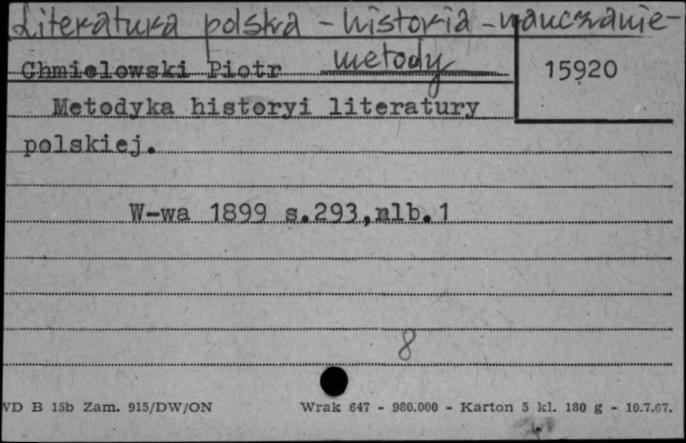 Literatura polska - historia - nauczanie -
metody
Chmielowski Piotr
15920
Metodyka historyi literatury
polskiej.
W-wa 1899 s.293,nlb.1
8
VD B 15b Zam. 915/DW/ON Wrak 647 - 980.000 - Karton 5 kl. 180 g - 10.7.67.